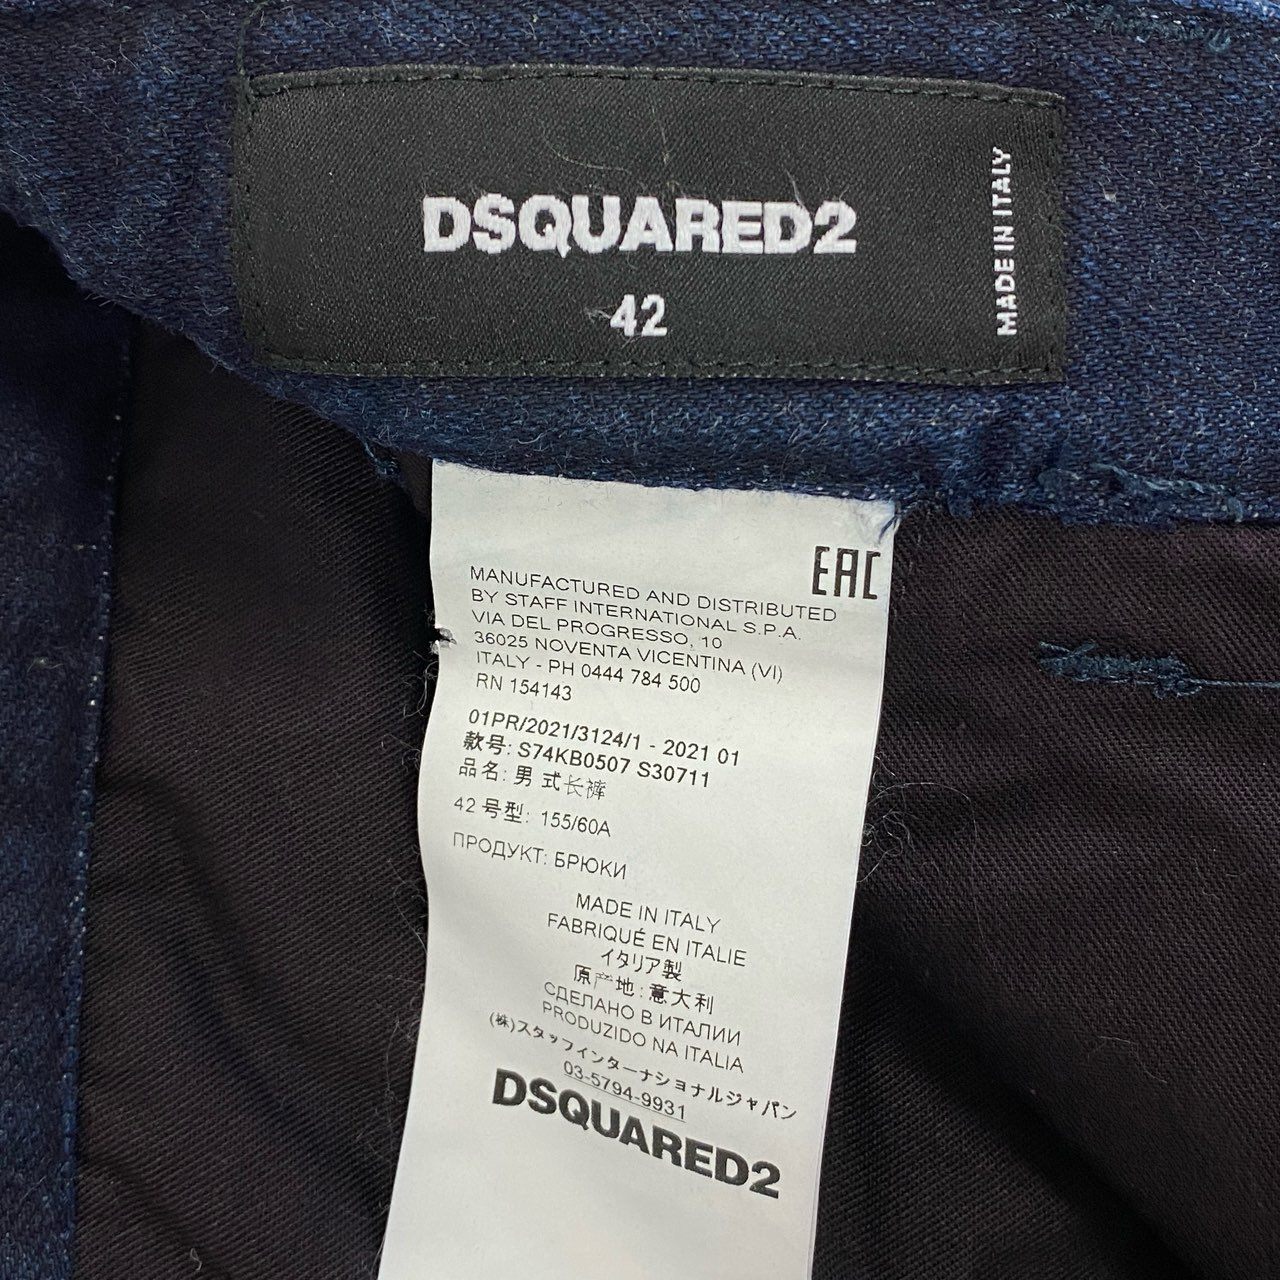 DSQUARED2
42
MADE IN ITALY
EAC
MANUFACTURED AND DISTRIBUTED
BY STAFF INTERNATIONAL S.P.A.
VIA DEL PROGRESSO, 10
36025 NOVENTA VICENTINA (VI)
ITALY - PH 0444 784 500
RN 154143
01PR/2021/3124/1 - 2021 01
款号: S74KB0507 S30711
品名: 男 式长裤
42 号型: 155/60A
ПРОДУКТ: БРЮКИ
MADE IN ITALY
FABRIQUÉ EN ITALIE
イタリア製
原产地: 意大利
СДЕЛАНО В ИТАЛИИ
PRODUZIDO NA ITALIA
(株)スタッフインターナショナルジャパン
03-5794-9931
DSQUARED2